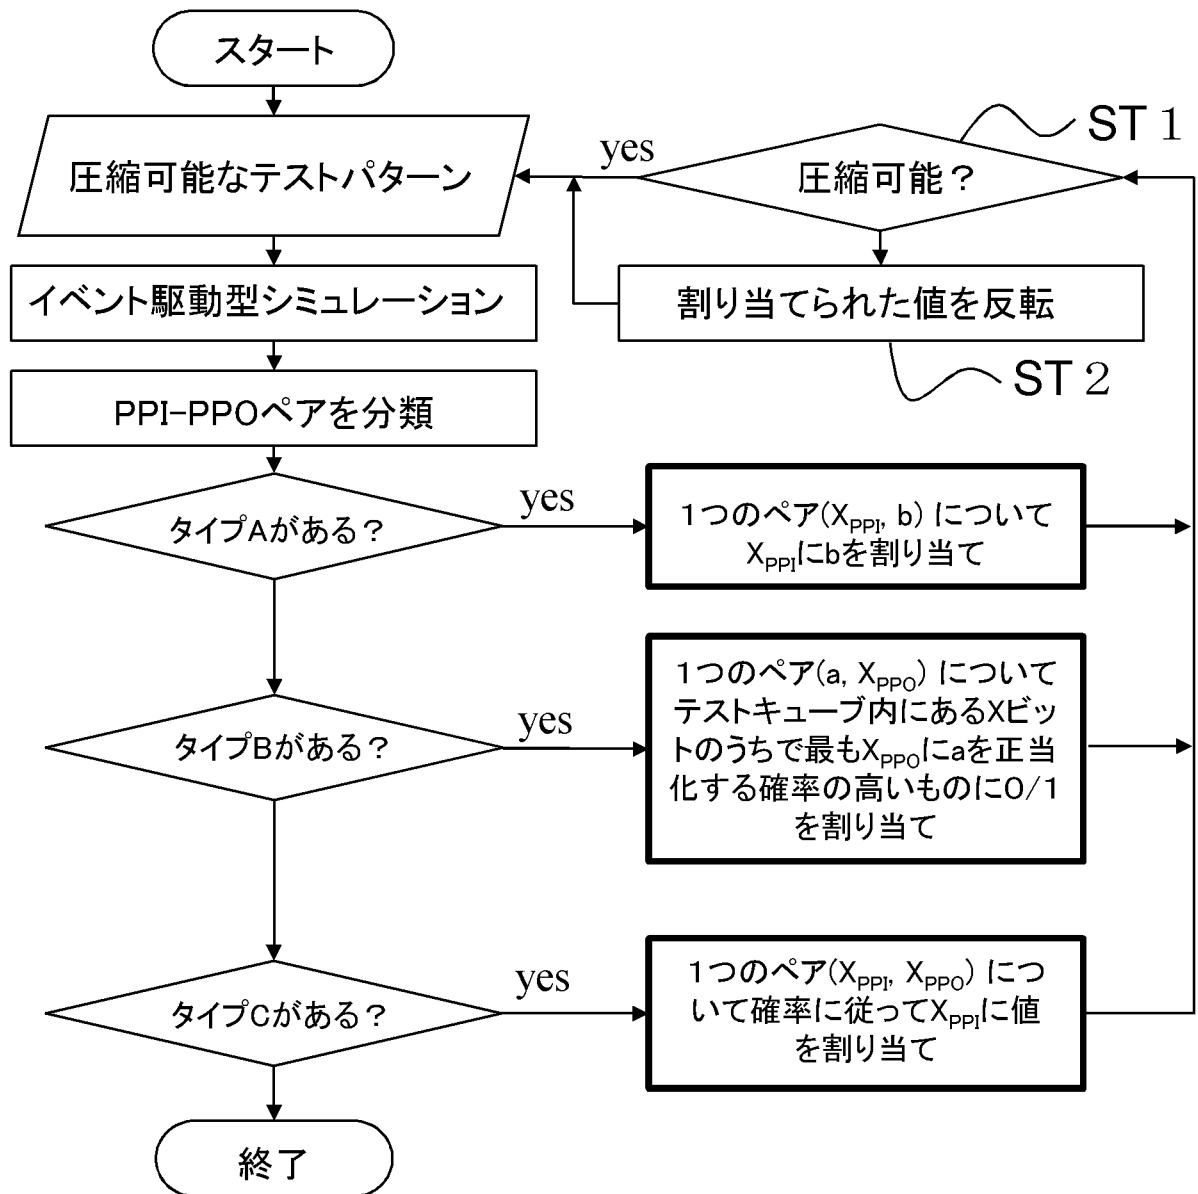 スタート
圧縮可能なテストパターン
yes
圧縮可能？
ST１
イベント駆動型シミュレーション
割り当てられた値を反転
ST２
PPI-PPOペアを分類
タイプAがある？
yes
１つのペア(XPPI, b) について
XPPIにbを割り当て
タイプBがある？
yes
１つのペア(a, XPPO) について
テストキューブ内にあるXビッ
トのうちで最もXPPOにaを正当
化する確率の高いものに0/1
を割り当て
タイプCがある？
yes
１つのペア(XPPI, XPPO) につ
いて確率に従ってXPPIに値
を割り当て
終了